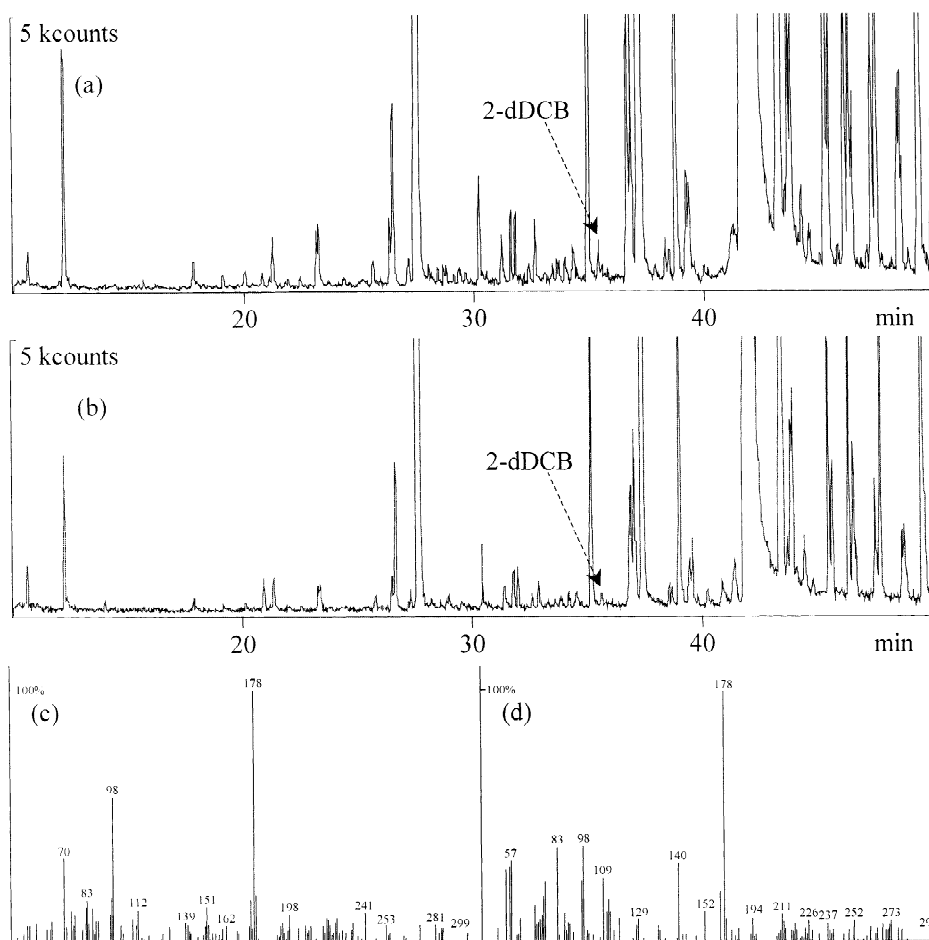 5 kcounts
(a)
2-dDCB
20 30 40 min
5 kcounts
(b)
2-dDCB
20 30 40 min
100% 178
(c)
98
70
83 112 139 151 162 198 241 253 281 299
100% 178
(d)
57 83 98 109 129 140 152 194 211 226 237 252 273